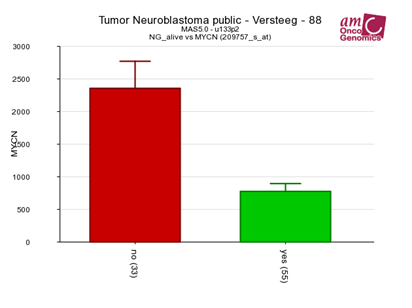 Tumor Neuroblastoma public - Versteeg - 88
MAS5.0 - u133p2
NG_alive vs MYCN (209757_s_at)
amc
Onco
Genomics
3000
2500
2000
1500
1000
500
0
MYCN
no (33)
yes (55)